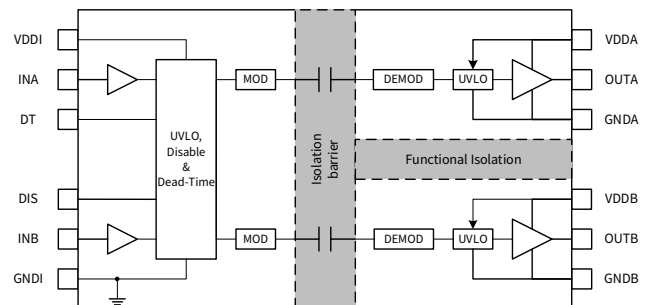 VDDI
INA
DT
DIS
INB
GNDI
UVLO,
Disable
&
Dead-Time
MOD
MOD
Isolation
barrier
DEMOD
UVLO
Functional Isolation
DEMOD
UVLO
VDDA
OUTA
GNDA
VDDB
OUTB
GNDB